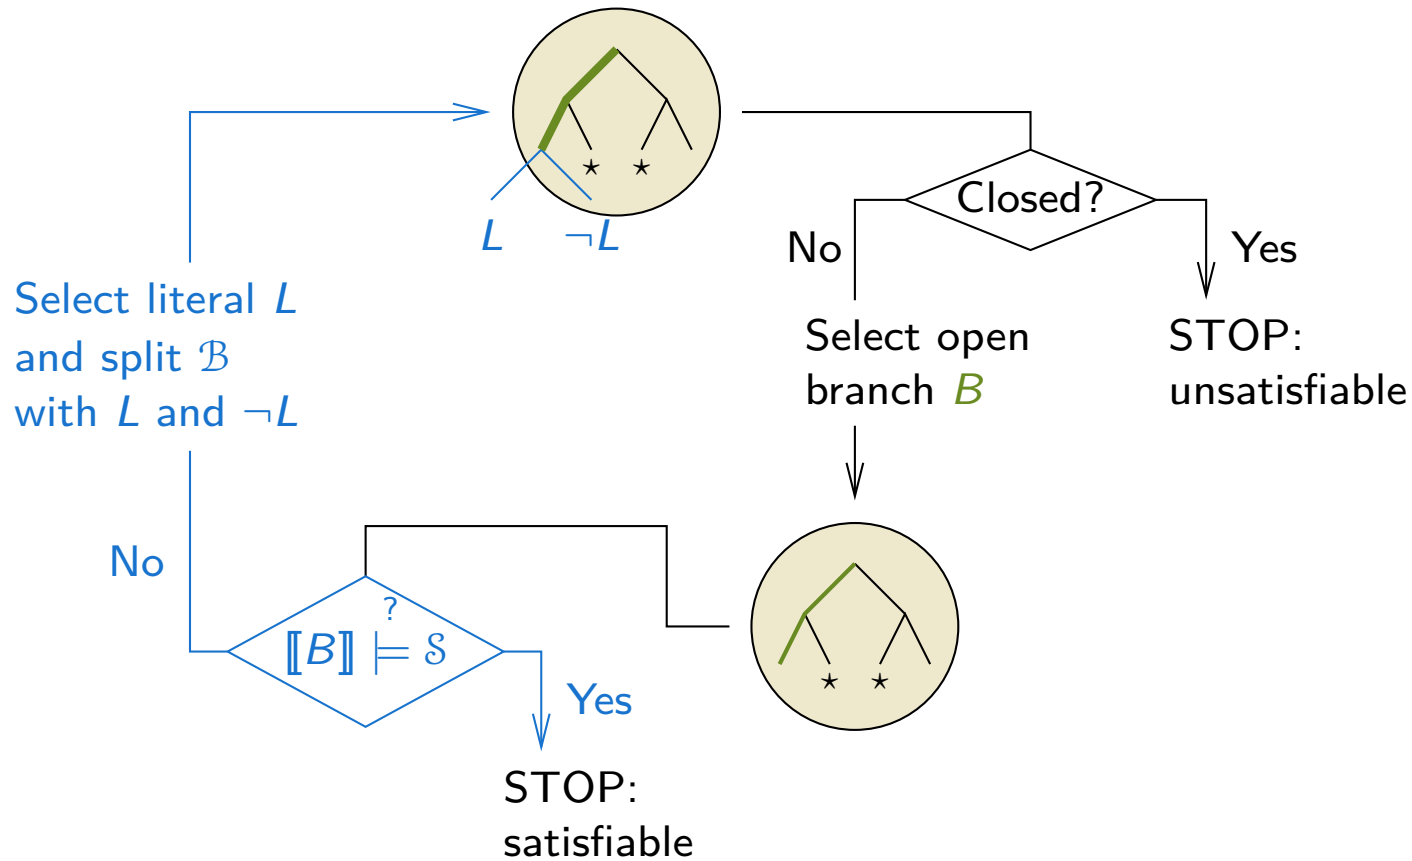 ⋆ ⋆
L ¬L
Closed?
No
Yes
Select literal L
and split ℬ
with L and ¬L
Select open
branch B
STOP:
unsatisfiable
No
?
⟦B⟧ ⊨ 𝒮
Yes
⋆ ⋆
STOP:
satisfiable